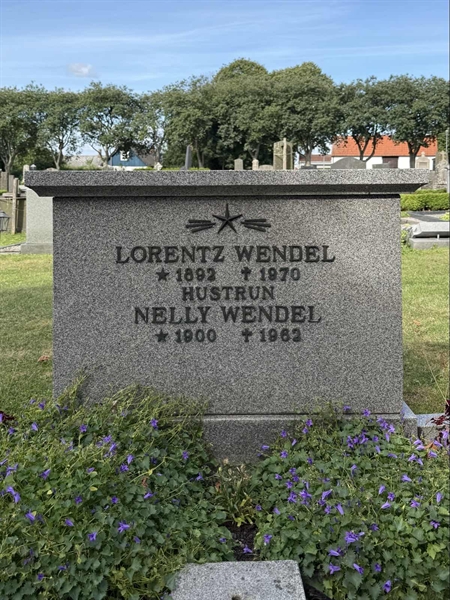 LORENTZ WENDEL
★ 1892 ✝ 1970
HUSTRUN
NELLY WENDEL
★ 1900 ✝ 1962